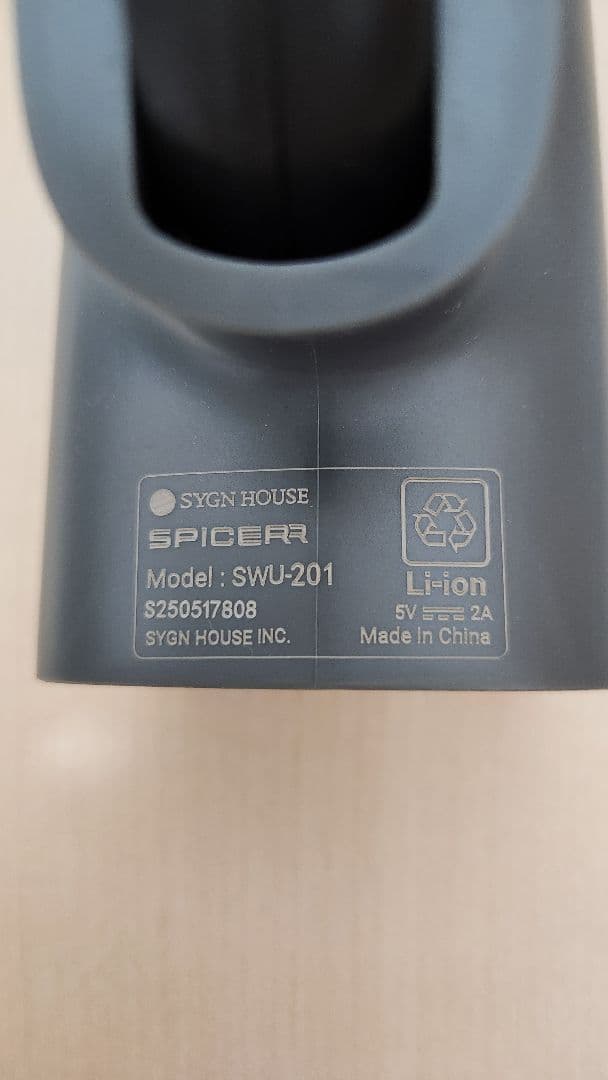 SYGN HOUSE
SPICERR
Model : SWU-201
S250517808
SYGN HOUSE INC.
Li-ion
5V 2A
Made in China